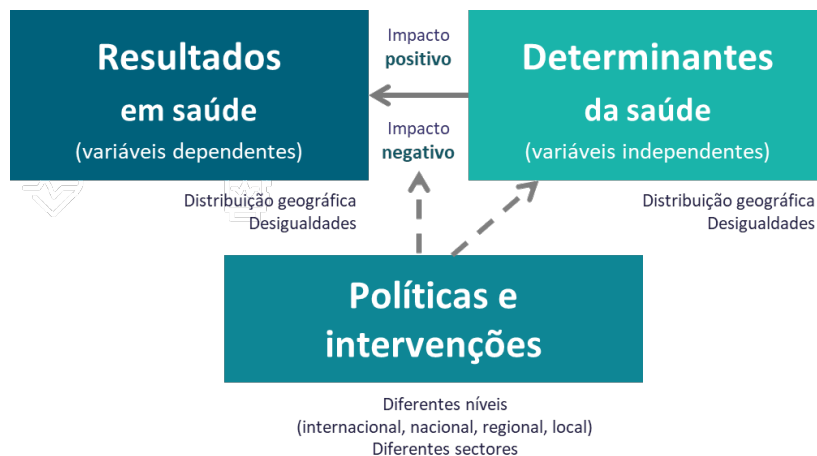 Resultados
em saúde
(variáveis dependentes)
Impacto
positivo
Impacto
negativo
Determinantes
da saúde
(variáveis independentes)
Distribuição geográfica
Desigualdades
Distribuição geográfica
Desigualdades
Políticas e
intervenções
Diferentes níveis
(internacional, nacional, regional, local)
Diferentes sectores